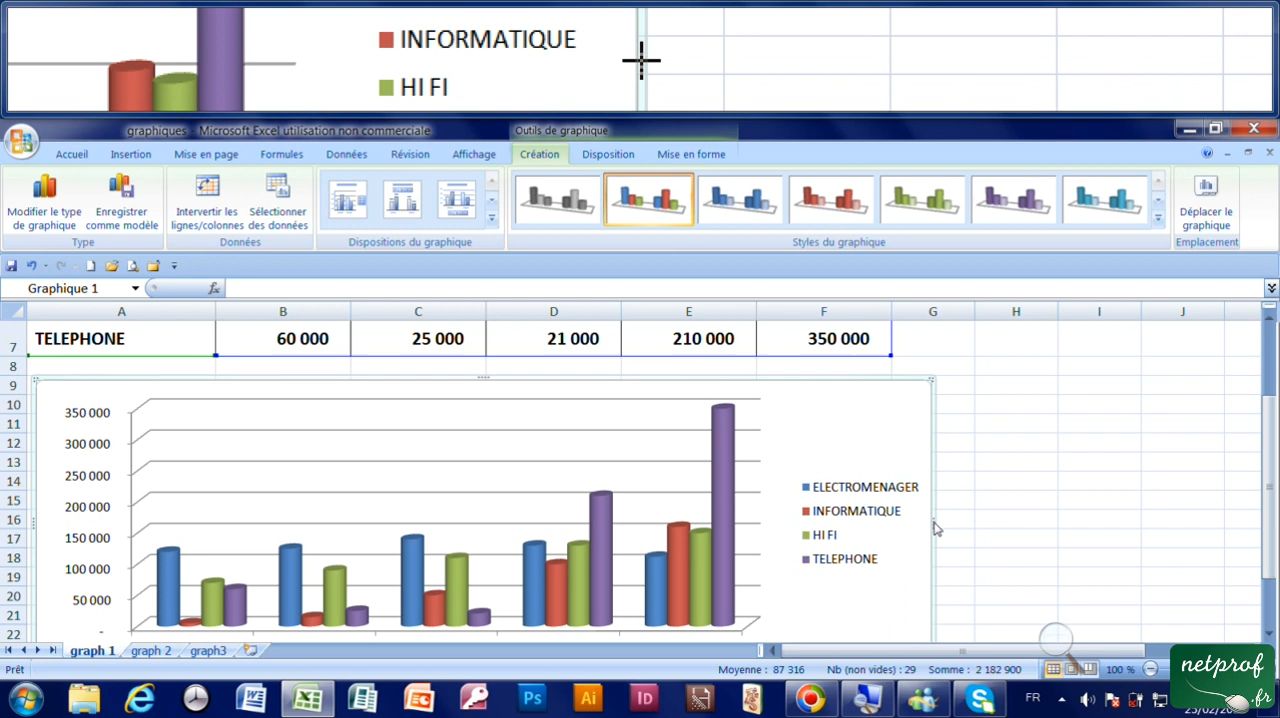 INFORMATIQUE
HI FI
graphiques - Microsoft Excel utilisation non commerciale
Outils de graphique
Accueil Insertion Mise en page Formules Données Révision Affichage Création Disposition Mise en forme
Modifier le type de graphique
Enregistrer comme modèle
Intervertir les lignes/colonnes
Sélectionner des données
Déplacer le graphique
Type Données Dispositions du graphique Styles du graphique Emplacement
Graphique 1 fx
A B C D E F G H I J
7 TELEPHONE 60 000 25 000 21 000 210 000 350 000
8
9
10
11
12
13
14
15
16
17
18
19
20
21
22
350 000
300 000
250 000
200 000
150 000
100 000
50 000
-
ELECTROMENAGER
INFORMATIQUE
HI FI
TELEPHONE
graph 1 graph 2 graph3
Prêt Moyenne : 87 316 Nb (non vides) : 29 Somme : 2 182 900 100 %
netprof
.fr
Ps Ai ID FR